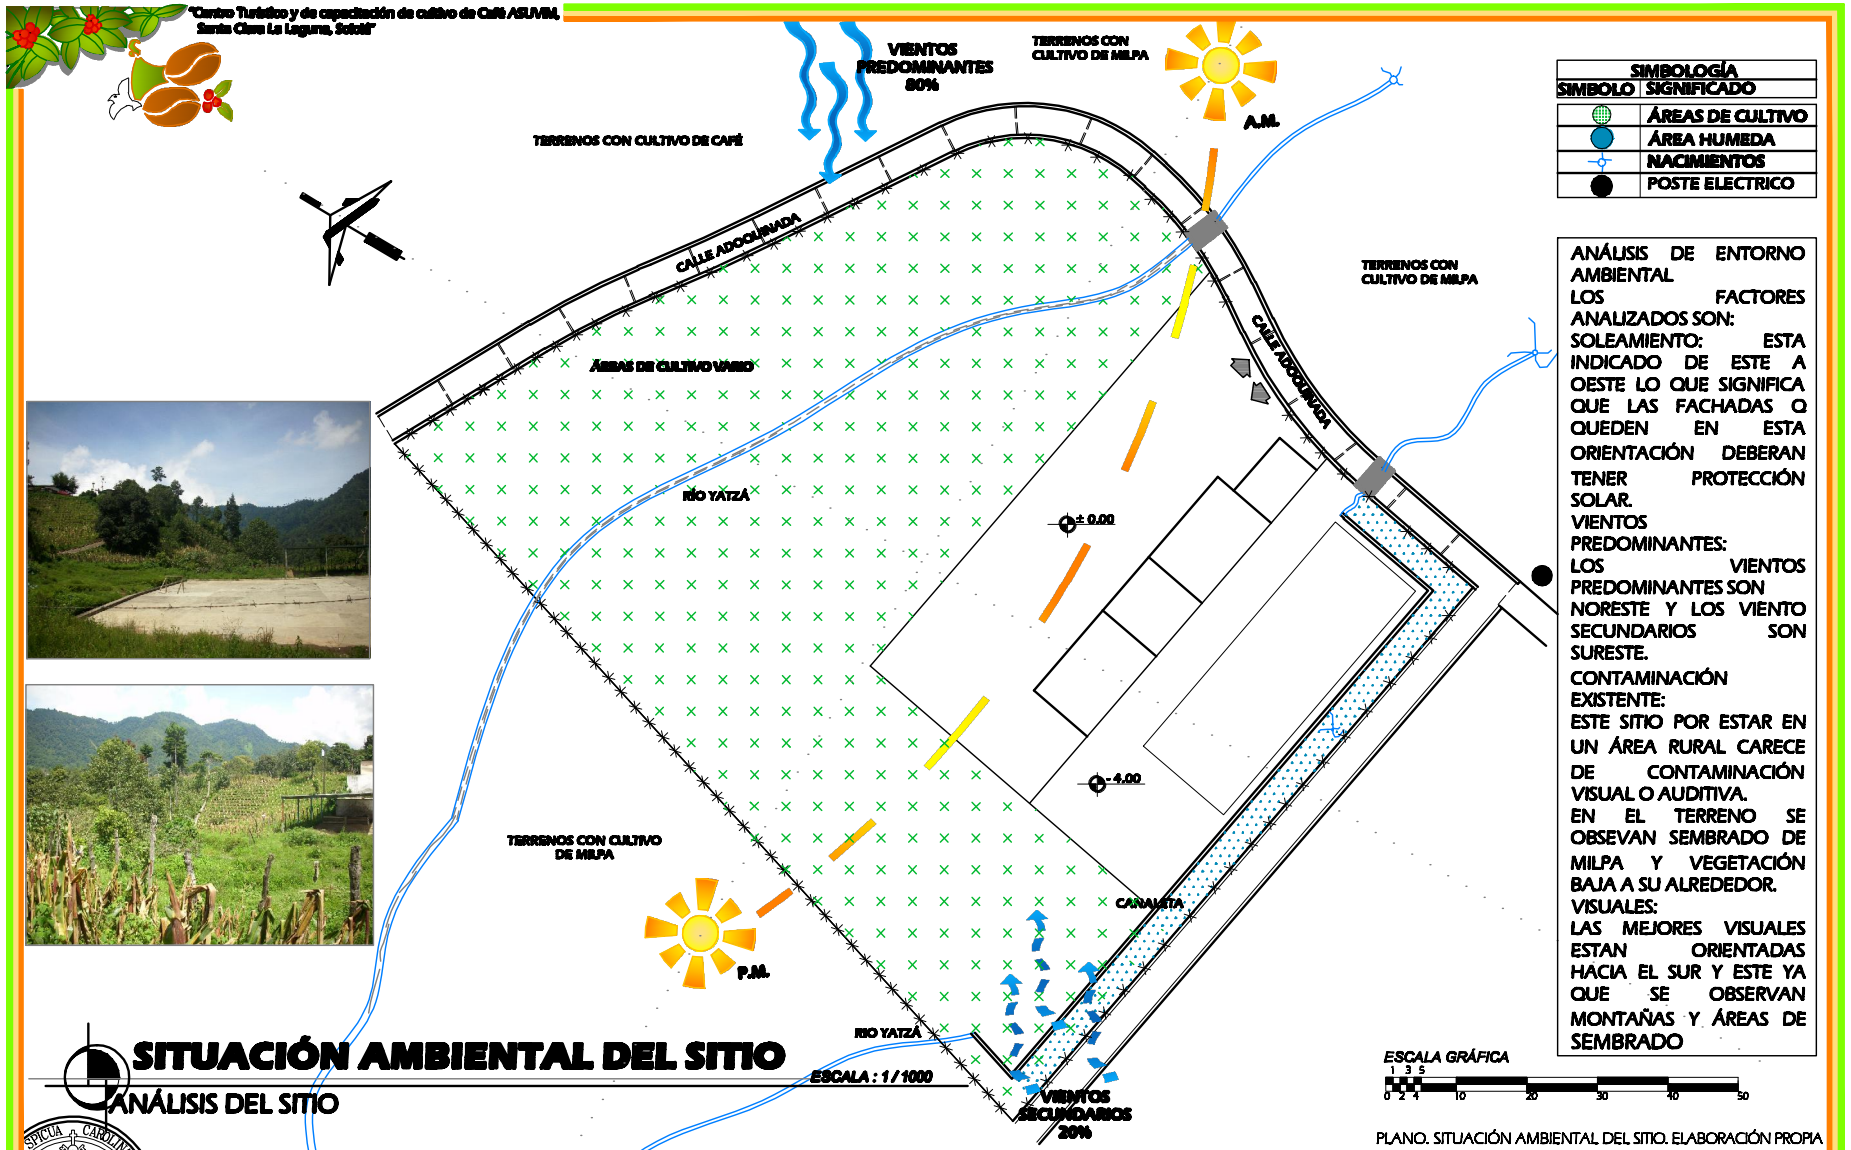 "Centro Turístico y de capacitación de cultivo de Café ASUVIM,
Santa Clara La Laguna, Sololá"
VIENTOS
PREDOMINANTES
80%
TERRENOS CON
CULTIVO DE MILPA
A.M.
TERRENOS CON CULTIVO DE CAFÉ
SIMBOLOGÍA
SIMBOLO SIGNIFICADO
ÁREAS DE CULTIVO
ÁREA HUMEDA
NACIMIENTOS
POSTE ELECTRICO
CALLE ADOQUINADA
TERRENOS CON
CULTIVO DE MILPA
CALLE ADOQUINADA
ÁREAS DE CULTIVO VARIO
RÍO YATZÁ
± 0.00
- 4.00
TERRENOS CON CULTIVO
DE MILPA
P.M.
CANALETA
RIO YATZÁ
VIENTOS
SECUNDARIOS
20%
ANÁLISIS DE ENTORNO
AMBIENTAL
LOS FACTORES
ANALIZADOS SON:
SOLEAMIENTO: ESTA
INDICADO DE ESTE A
OESTE LO QUE SIGNIFICA
QUE LAS FACHADAS Q
QUEDEN EN ESTA
ORIENTACIÓN DEBERAN
TENER PROTECCIÓN
SOLAR.
VIENTOS
PREDOMINANTES:
LOS VIENTOS
PREDOMINANTES SON
NORESTE Y LOS VIENTO
SECUNDARIOS SON
SURESTE.
CONTAMINACIÓN
EXISTENTE:
ESTE SITIO POR ESTAR EN
UN ÁREA RURAL CARECE
DE CONTAMINACIÓN
VISUAL O AUDITIVA.
EN EL TERRENO SE
OBSEVAN SEMBRADO DE
MILPA Y VEGETACIÓN
BAJA A SU ALREDEDOR.
VISUALES:
LAS MEJORES VISUALES
ESTAN ORIENTADAS
HACIA EL SUR Y ESTE YA
QUE SE OBSERVAN
MONTAÑAS Y ÁREAS DE
SEMBRADO
SITUACIÓN AMBIENTAL DEL SITIO
ESCALA : 1 / 1000
ANÁLISIS DEL SITIO
SPICUA CAROLIN
ESCALA GRÁFICA
1 3 5
0 2 4 10 20 30 40 50
PLANO. SITUACIÓN AMBIENTAL DEL SITIO. ELABORACIÓN PROPIA